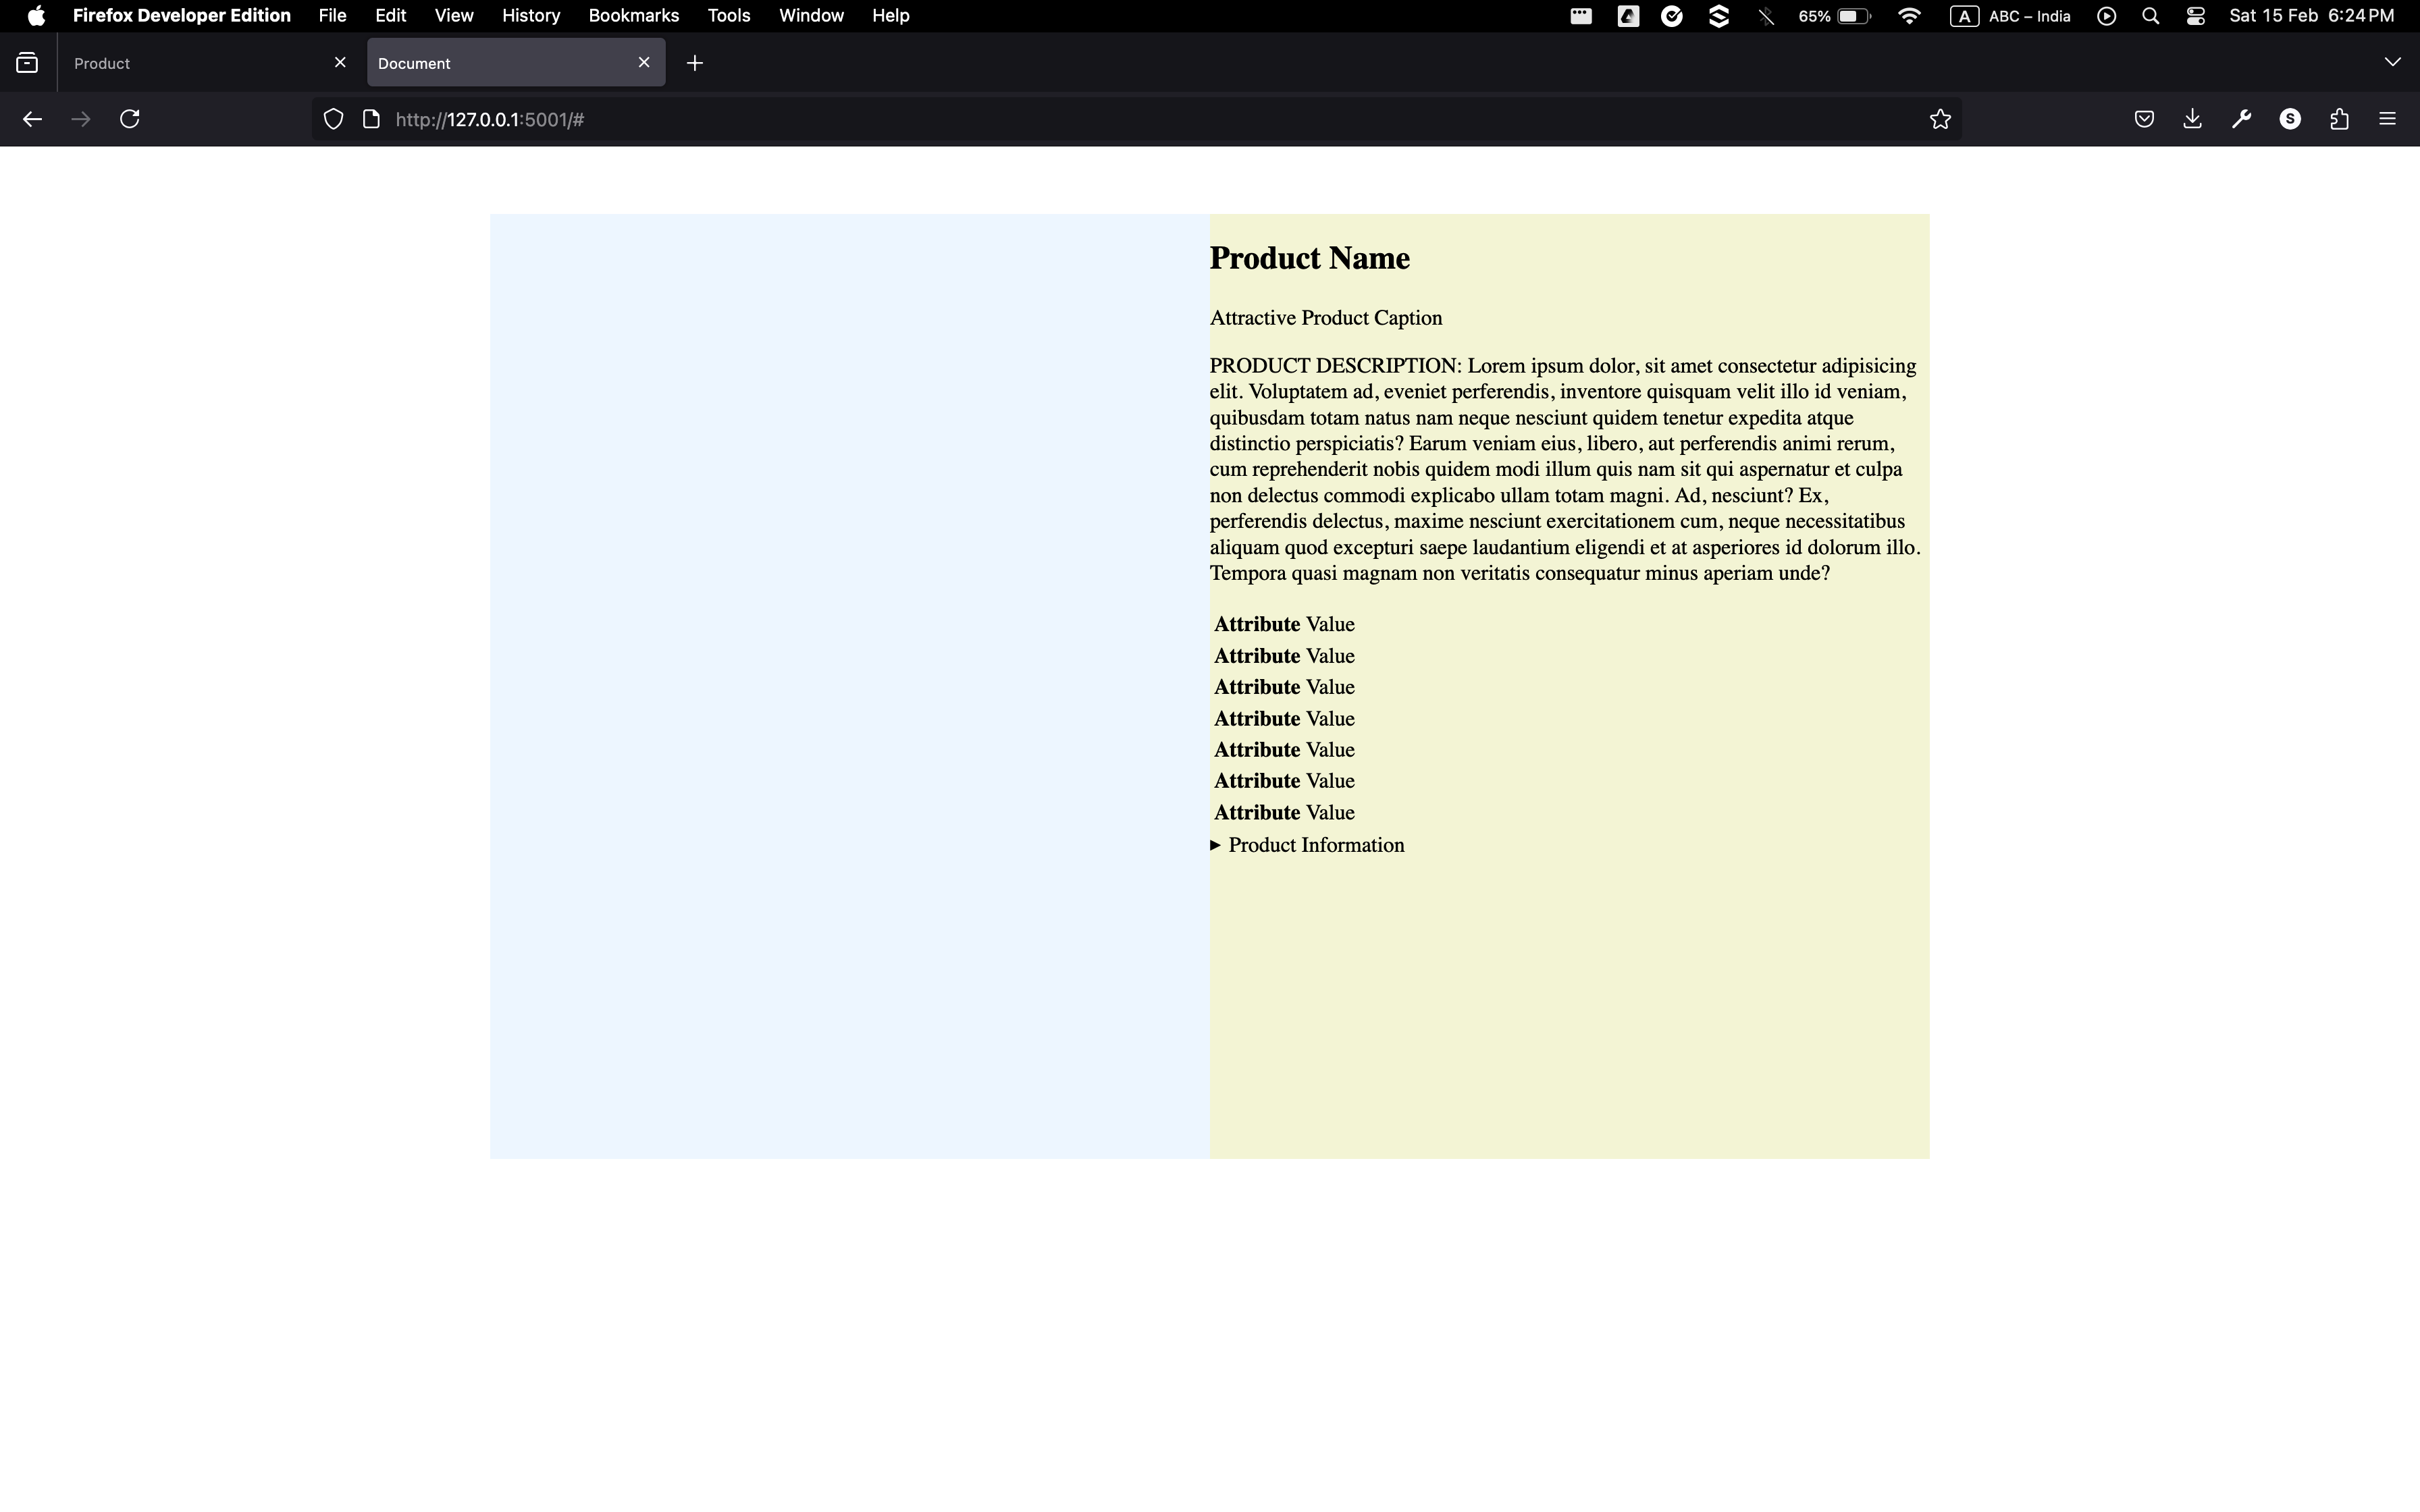 Firefox Developer Edition File Edit View History Bookmarks Tools Window Help 65% A ABC – India Sat 15 Feb 6:24 PM
Product Document
http://127.0.0.1:5001/# S
Product Name
Attractive Product Caption
PRODUCT DESCRIPTION: Lorem ipsum dolor, sit amet consectetur adipisicing
elit. Voluptatem ad, eveniet perferendis, inventore quisquam velit illo id veniam,
quibusdam totam natus nam neque nesciunt quidem tenetur expedita atque
distinctio perspiciatis? Earum veniam eius, libero, aut perferendis animi rerum,
cum reprehenderit nobis quidem modi illum quis nam sit qui aspernatur et culpa
non delectus commodi explicabo ullam totam magni. Ad, nesciunt? Ex,
perferendis delectus, maxime nesciunt exercitationem cum, neque necessitatibus
aliquam quod excepturi saepe laudantium eligendi et at asperiores id dolorum illo.
Tempora quasi magnam non veritatis consequatur minus aperiam unde?
Attribute Value
Attribute Value
Attribute Value
Attribute Value
Attribute Value
Attribute Value
Attribute Value
Product Information